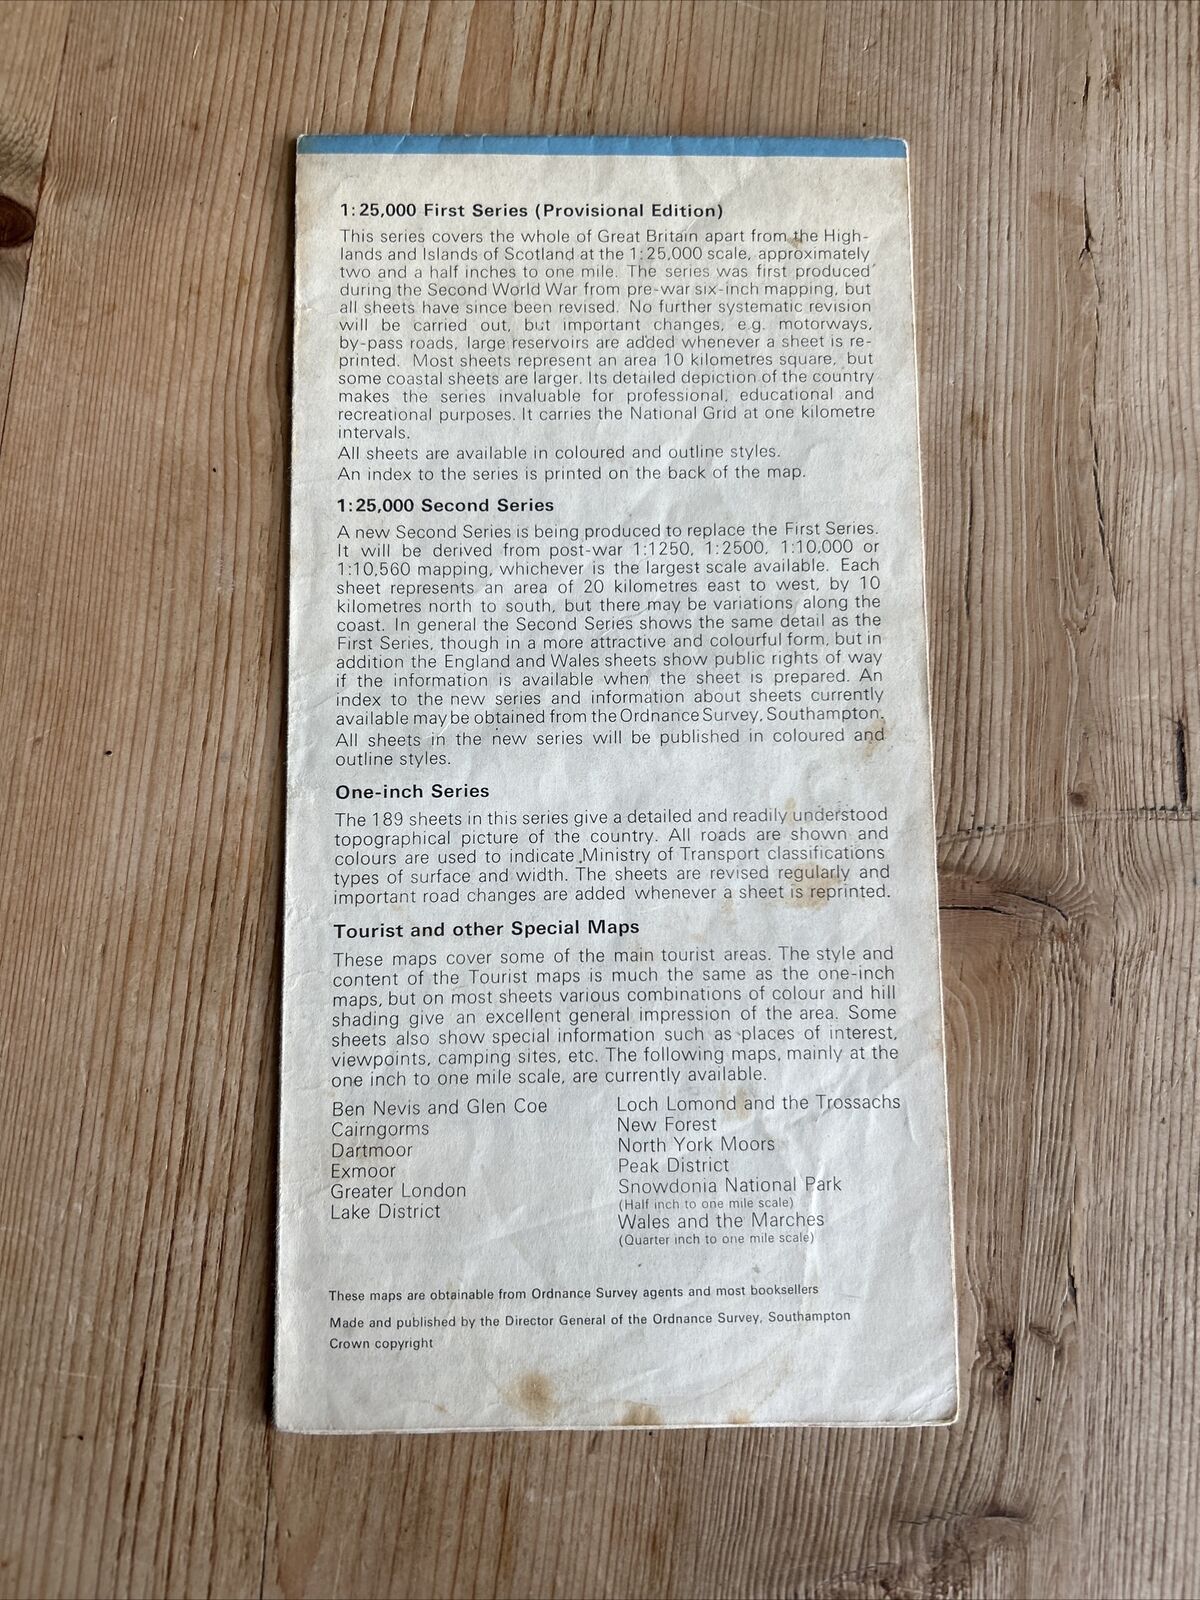 1:25,000 First Series (Provisional Edition)
This series covers the whole of Great Britain apart from the High-
lands and Islands of Scotland at the 1:25,000 scale, approximately
two and a half inches to one mile. The series was first produced
during the Second World War from pre-war six-inch mapping, but
all sheets have since been revised. No further systematic revision
will be carried out, but important changes, e.g. motorways,
by-pass roads, large reservoirs are added whenever a sheet is re-
printed. Most sheets represent an area 10 kilometres square, but
some coastal sheets are larger. Its detailed depiction of the country
makes the series invaluable for professional, educational and
recreational purposes. It carries the National Grid at one kilometre
intervals.
All sheets are available in coloured and outline styles.
An index to the series is printed on the back of the map.
1:25,000 Second Series
A new Second Series is being produced to replace the First Series.
It will be derived from post-war 1:1250, 1:2500, 1:10,000 or
1:10,560 mapping, whichever is the largest scale available. Each
sheet represents an area of 20 kilometres east to west, by 10
kilometres north to south, but there may be variations along the
coast. In general the Second Series shows the same detail as the
First Series, though in a more attractive and colourful form, but in
addition the England and Wales sheets show public rights of way
if the information is available when the sheet is prepared. An
index to the new series and information about sheets currently
available may be obtained from the Ordnance Survey, Southampton.
All sheets in the new series will be published in coloured and
outline styles.
One-inch Series
The 189 sheets in this series give a detailed and readily understood
topographical picture of the country. All roads are shown and
colours are used to indicate Ministry of Transport classifications
types of surface and width. The sheets are revised regularly and
important road changes are added whenever a sheet is reprinted.
Tourist and other Special Maps
These maps cover some of the main tourist areas. The style and
content of the Tourist maps is much the same as the one-inch
maps, but on most sheets various combinations of colour and hill
shading give an excellent general impression of the area. Some
sheets also show special information such as places of interest,
viewpoints, camping sites, etc. The following maps, mainly at the
one inch to one mile scale, are currently available.
Ben Nevis and Glen Coe
Cairngorms
Dartmoor
Exmoor
Greater London
Lake District
Loch Lomond and the Trossachs
New Forest
North York Moors
Peak District
Snowdonia National Park
(Half inch to one mile scale)
Wales and the Marches
(Quarter inch to one mile scale)
These maps are obtainable from Ordnance Survey agents and most booksellers
Made and published by the Director General of the Ordnance Survey, Southampton
Crown copyright